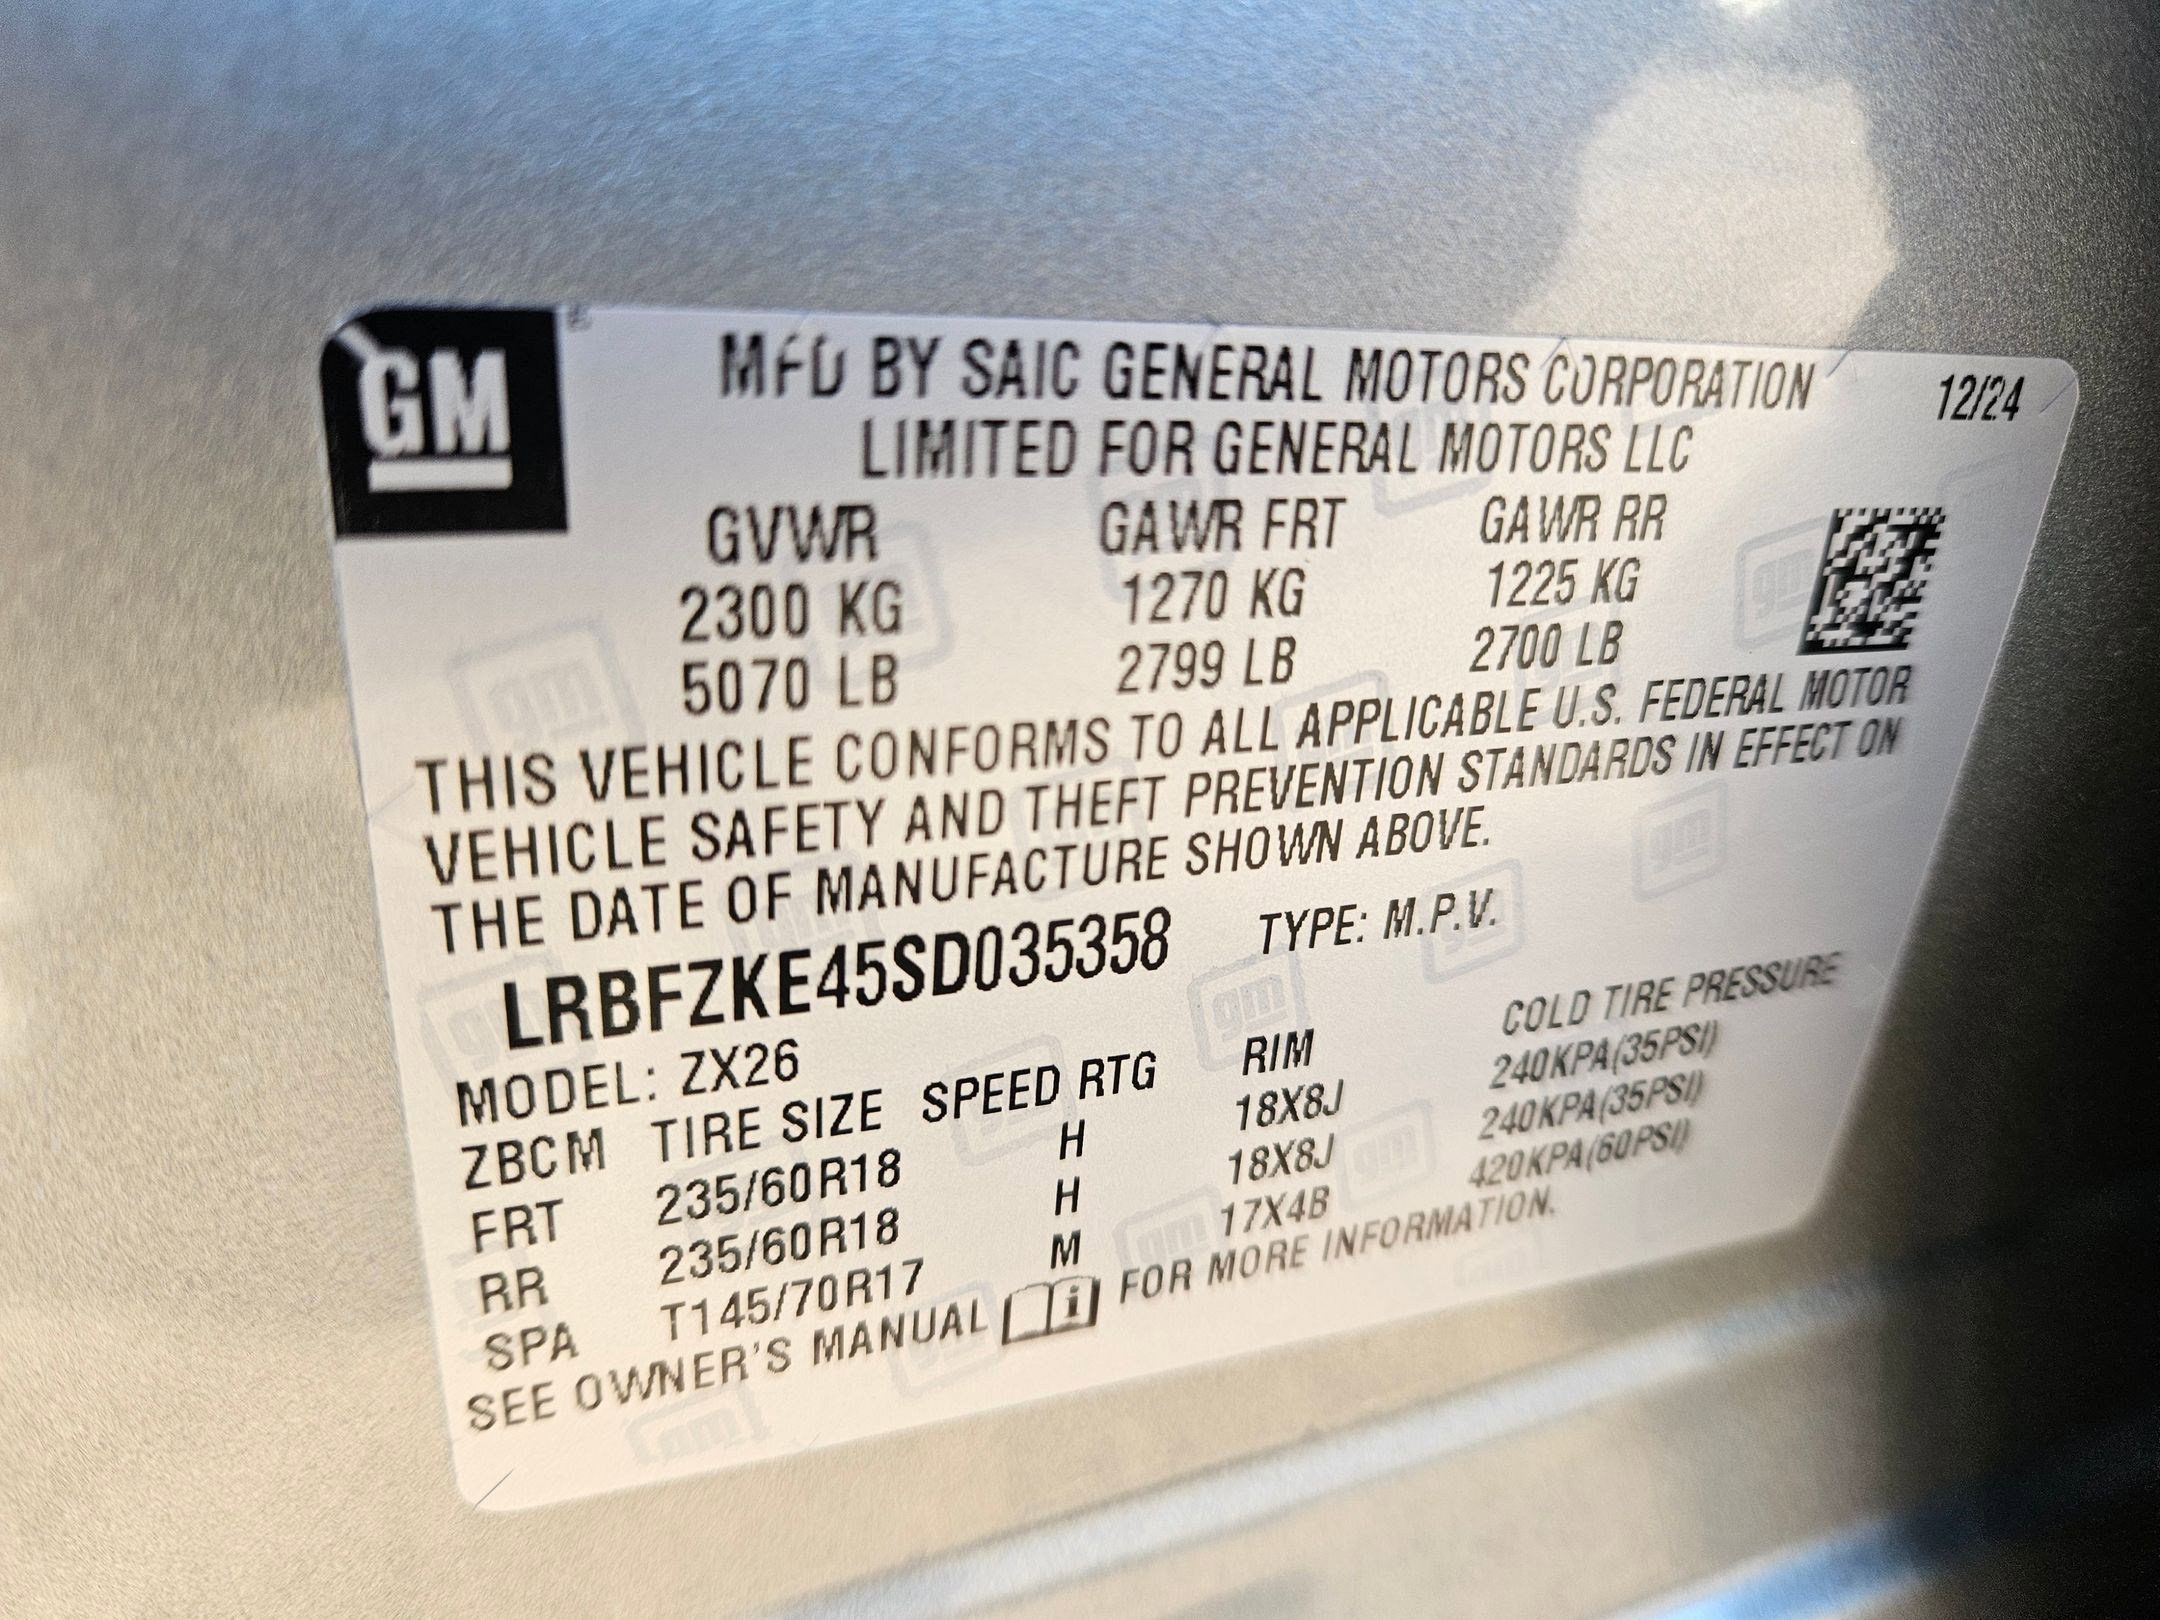 GM ®
MFD BY SAIC GENERAL MOTORS CORPORATION 12/24
LIMITED FOR GENERAL MOTORS LLC
GVWR GAWR FRT GAWR RR
2300 KG 1270 KG 1225 KG
5070 LB 2799 LB 2700 LB
THIS VEHICLE CONFORMS TO ALL APPLICABLE U.S. FEDERAL MOTOR
VEHICLE SAFETY AND THEFT PREVENTION STANDARDS IN EFFECT ON
THE DATE OF MANUFACTURE SHOWN ABOVE.
LRBFZKE45SD035358 TYPE: M.P.V.
MODEL: ZX26
ZBCM TIRE SIZE SPEED RTG RIM COLD TIRE PRESSURE
FRT 235/60R18 H 18X8J 240KPA(35PSI)
RR 235/60R18 H 18X8J 240KPA(35PSI)
SPA T145/70R17 M 17X4B 420KPA(60PSI)
SEE OWNER'S MANUAL i FOR MORE INFORMATION.